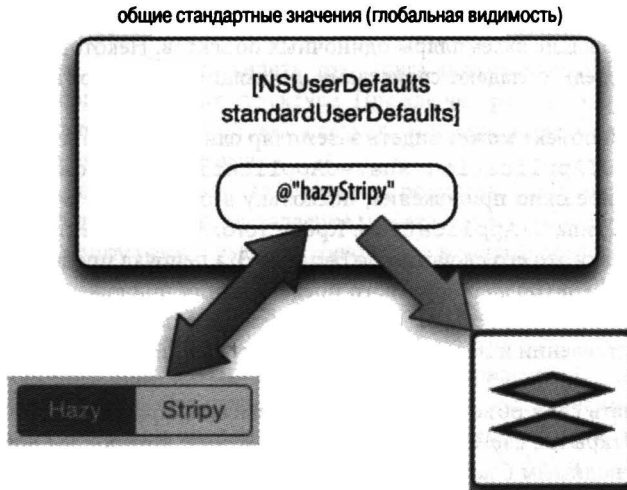 общие стандартные значения (глобальная видимость)
[NSUserDefaults
standardUserDefaults]
@"hazyStripy"
Hazy Stripy